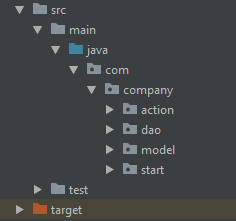 src
main
java
com
company
action
dao
model
start
test
target